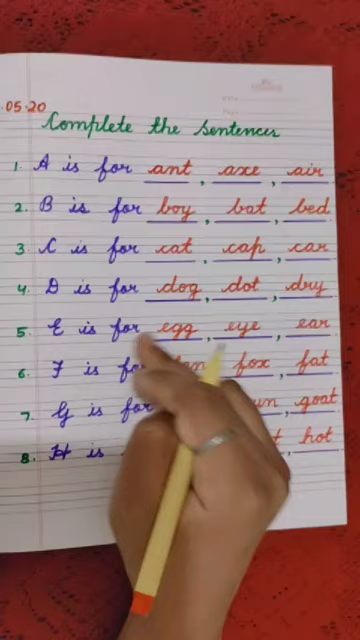 .05.20
Complete the Sentences
1. A is for ant, axe, air
2. B is for boy, bat, bed
3. C is for cat, cap, car
4. D is for dog, dot, dry
5. E is for egg, eye, ear
6. F is for fox, fat
7. G is for goat
8. H is hot